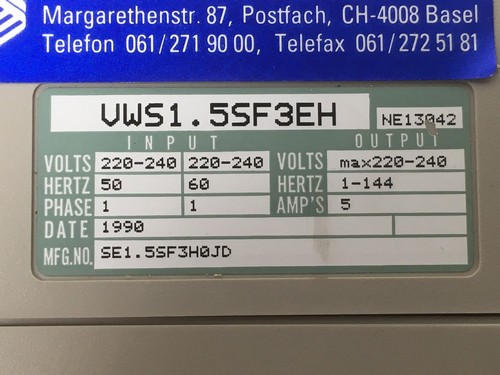 Margarethenstr. 87, Postfach, CH-4008 Basel
Telefon 061/271 90 00, Telefax 061/272 51 81
VWS1.5SF3EH NE13042
INPUT OUTPUT
VOLTS 220-240 220-240 VOLTS max220-240
HERTZ 50 60 HERTZ 1-144
PHASE 1 1 AMP'S 5
DATE 1990
MFG.NO. SE1.5SF3H0JD